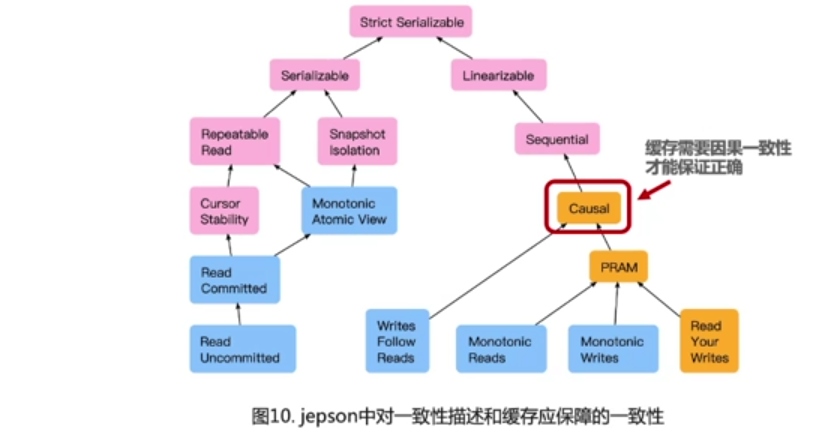 Strict Serializable
Serializable
Linearizable
Repeatable
Read
Snapshot
Isolation
Sequential
缓存需要因果一致性
才能保证正确
Cursor
Stability
Monotonic
Atomic View
Causal
Read
Committed
PRAM
Read
Uncommitted
Writes
Follow
Reads
Monotonic
Reads
Monotonic
Writes
Read
Your
Writes
图10. jepson中对一致性描述和缓存应保障的一致性